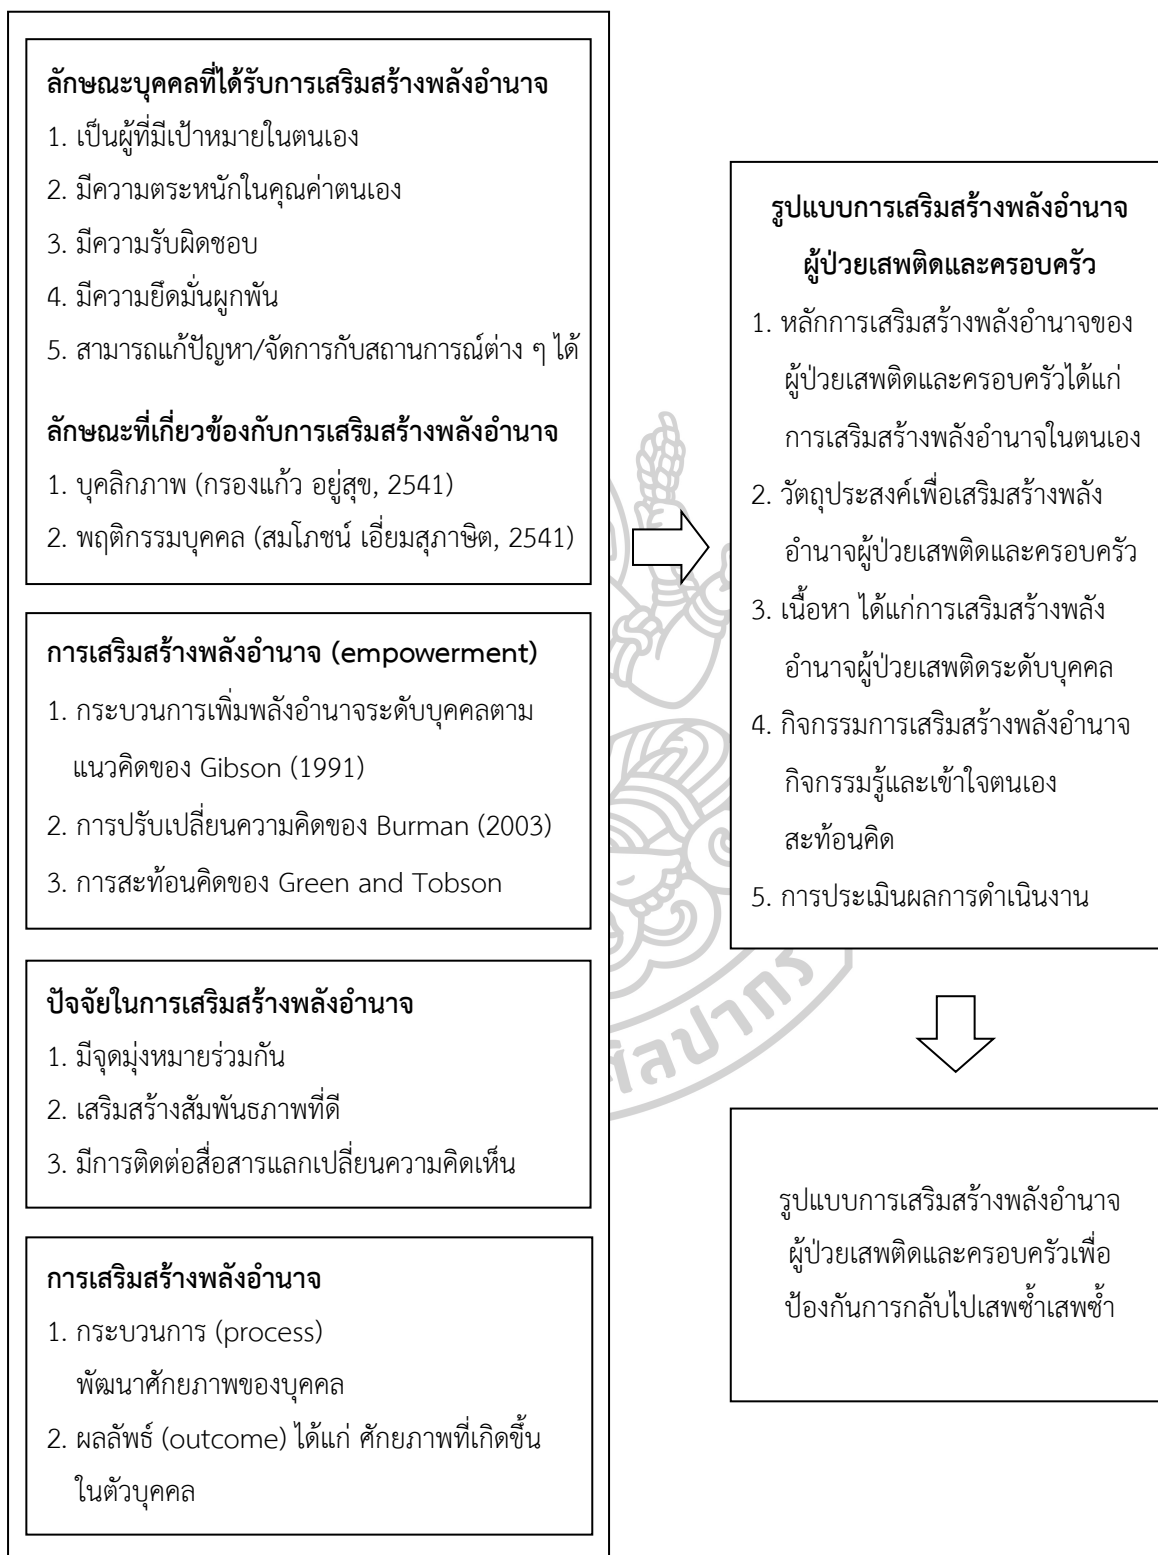 ลักษณะบุคคลที่ได้รับการเสริมสร้างพลังอำนาจ
1. เป็นผู้ที่มีเป้าหมายในตนเอง
2. มีความตระหนักในคุณค่าตนเอง
3. มีความรับผิดชอบ
4. มีความยึดมั่นผูกพัน
5. สามารถแก้ปัญหา/จัดการกับสถานการณ์ต่าง ๆ ได้
ลักษณะที่เกี่ยวข้องกับการเสริมสร้างพลังอำนาจ
1. บุคลิกภาพ (กรองแก้ว อยู่สุข, 2541)
2. พฤติกรรมบุคคล (สมโภชน์ เอี่ยมสุภาษิต, 2541)
การเสริมสร้างพลังอำนาจ (empowerment)
1. กระบวนการเพิ่มพลังอำนาจระดับบุคคลตาม
แนวคิดของ Gibson (1991)
2. การปรับเปลี่ยนความคิดของ Burman (2003)
3. การสะท้อนคิดของ Green and Tobson
ปัจจัยในการเสริมสร้างพลังอำนาจ
1. มีจุดมุ่งหมายร่วมกัน
2. เสริมสร้างสัมพันธภาพที่ดี
3. มีการติดต่อสื่อสารแลกเปลี่ยนความคิดเห็น
การเสริมสร้างพลังอำนาจ
1. กระบวนการ (process)
พัฒนาศักยภาพของบุคคล
2. ผลลัพธ์ (outcome) ได้แก่ ศักยภาพที่เกิดขึ้น
ในตัวบุคคล
รูปแบบการเสริมสร้างพลังอำนาจ
ผู้ป่วยเสพติดและครอบครัว
1. หลักการเสริมสร้างพลังอำนาจของ
ผู้ป่วยเสพติดและครอบครัวได้แก่
การเสริมสร้างพลังอำนาจในตนเอง
2. วัตถุประสงค์เพื่อเสริมสร้างพลัง
อำนาจผู้ป่วยเสพติดและครอบครัว
3. เนื้อหา ได้แก่การเสริมสร้างพลัง
อำนาจผู้ป่วยเสพติดระดับบุคคล
4. กิจกรรมการเสริมสร้างพลังอำนาจ
กิจกรรมรู้และเข้าใจตนเอง
สะท้อนคิด
5. การประเมินผลการดำเนินงาน
รูปแบบการเสริมสร้างพลังอำนาจ
ผู้ป่วยเสพติดและครอบครัวเพื่อ
ป้องกันการกลับไปเสพซ้ำเสพซ้ำ
ศิลปากร